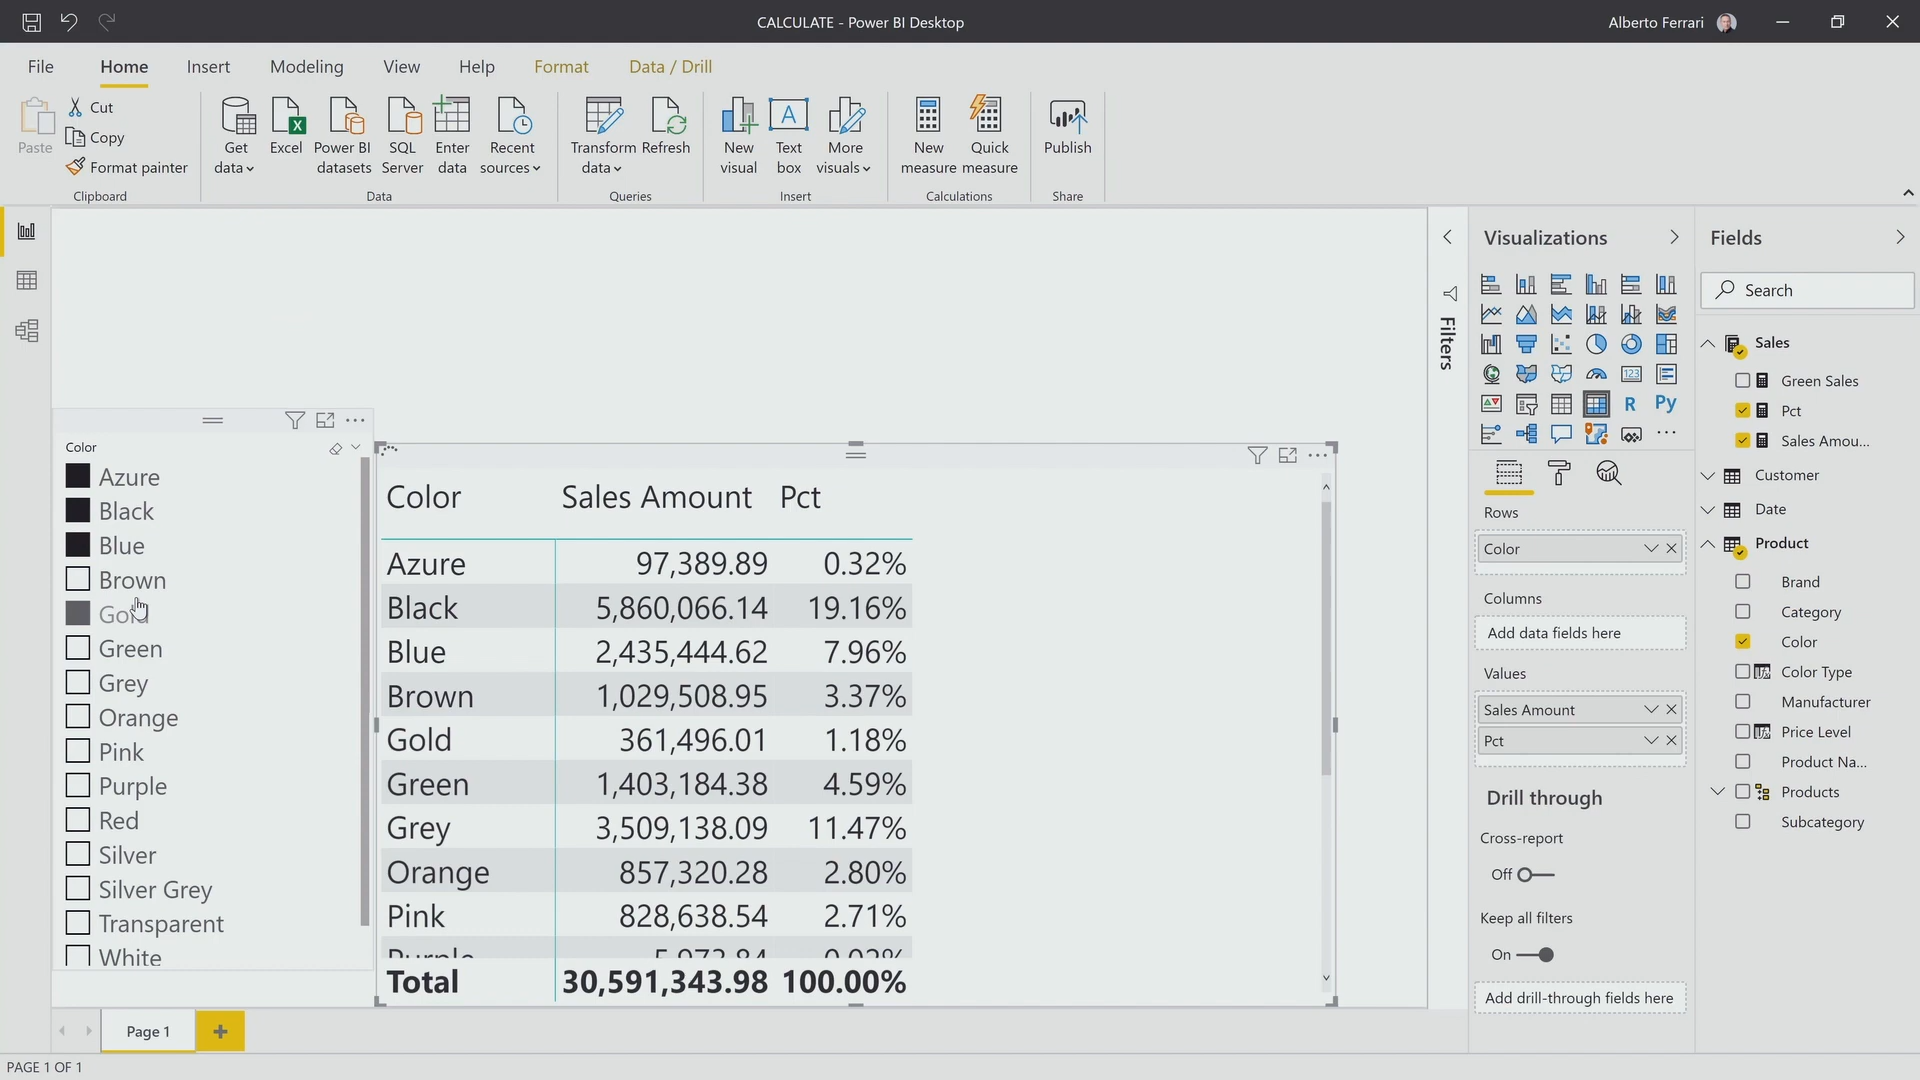 CALCULATE - Power BI Desktop
Alberto Ferrari
File
Home
Insert
Modeling
View
Help
Format
Data / Drill
Paste
Cut
Copy
Format painter
Clipboard
Get
data
Excel
Power BI
datasets
SQL
Server
Enter
data
Recent
sources
Data
Transform
data
Refresh
Queries
New
visual
Text
box
More
visuals
Insert
New
measure
Quick
measure
Calculations
Publish
Share
Color
Azure
Black
Blue
Brown
Gold
Green
Grey
Orange
Pink
Purple
Red
Silver
Silver Grey
Transparent
White
Color Sales Amount Pct
Azure 97,389.89 0.32%
Black 5,860,066.14 19.16%
Blue 2,435,444.62 7.96%
Brown 1,029,508.95 3.37%
Gold 361,496.01 1.18%
Green 1,403,184.38 4.59%
Grey 3,509,138.09 11.47%
Orange 857,320.28 2.80%
Pink 828,638.54 2.71%
Purple 5,973.84 0.02%
Total 30,591,343.98 100.00%
Filters
Visualizations
123
R
Py
Rows
Color
Columns
Add data fields here
Values
Sales Amount
Pct
Drill through
Cross-report
Off
Keep all filters
On
Add drill-through fields here
Fields
Search
Sales
Green Sales
Pct
Sales Amou...
Customer
Date
Product
Brand
Category
Color
Color Type
Manufacturer
Price Level
Product Na...
Products
Subcategory
Page 1
PAGE 1 OF 1